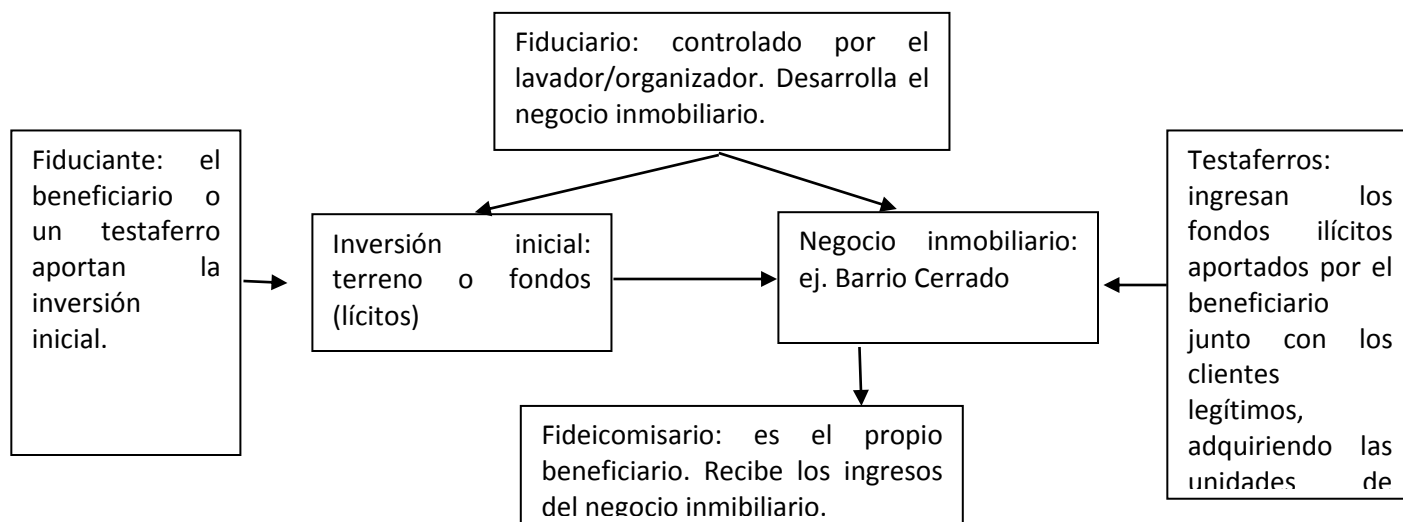 Fiduciario: controlado por el
lavador/organizador. Desarrolla el
negocio inmobiliario.
Fiduciante: el
beneficiario o
un testaferro
aportan la
inversión
inicial.
Inversión inicial:
terreno o fondos
(lícitos)
Negocio inmobiliario:
ej. Barrio Cerrado
Testaferros:
ingresan los
fondos ilícitos
aportados por el
beneficiario
junto con los
clientes
legítimos,
adquiriendo las
unidades de
Fideicomisario: es el propio
beneficiario. Recibe los ingresos
del negocio inmibiliario.